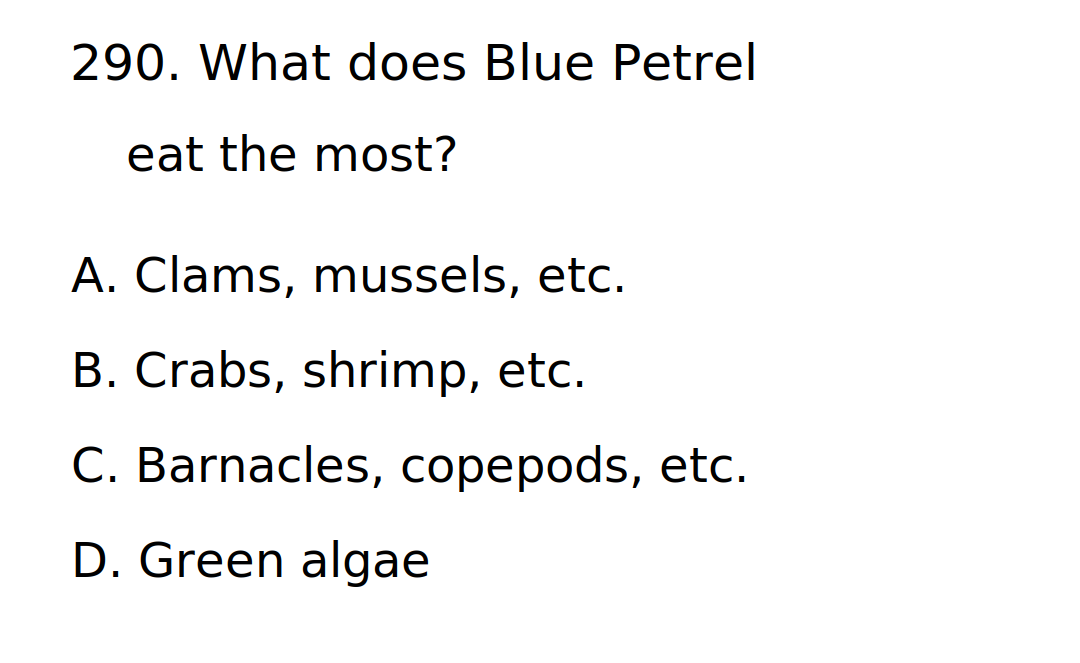 290. What does Blue Petrel
eat the most?
A. Clams, mussels, etc.
B. Crabs, shrimp, etc.
C. Barnacles, copepods, etc.
D. Green algae